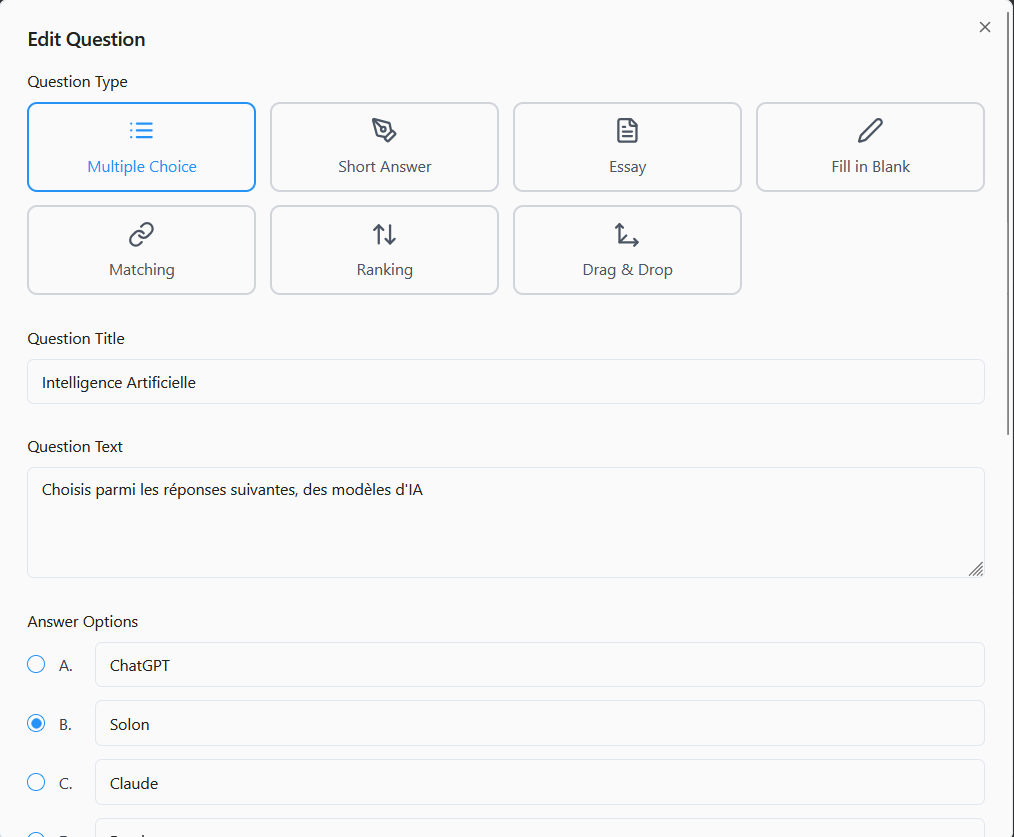 Edit Question
Question Type
Multiple Choice
Short Answer
Essay
Fill in Blank
Matching
Ranking
Drag & Drop
Question Title
Intelligence Artificielle
Question Text
Choisis parmi les réponses suivantes, des modèles d'IA
Answer Options
A. ChatGPT
B. Solon
C. Claude